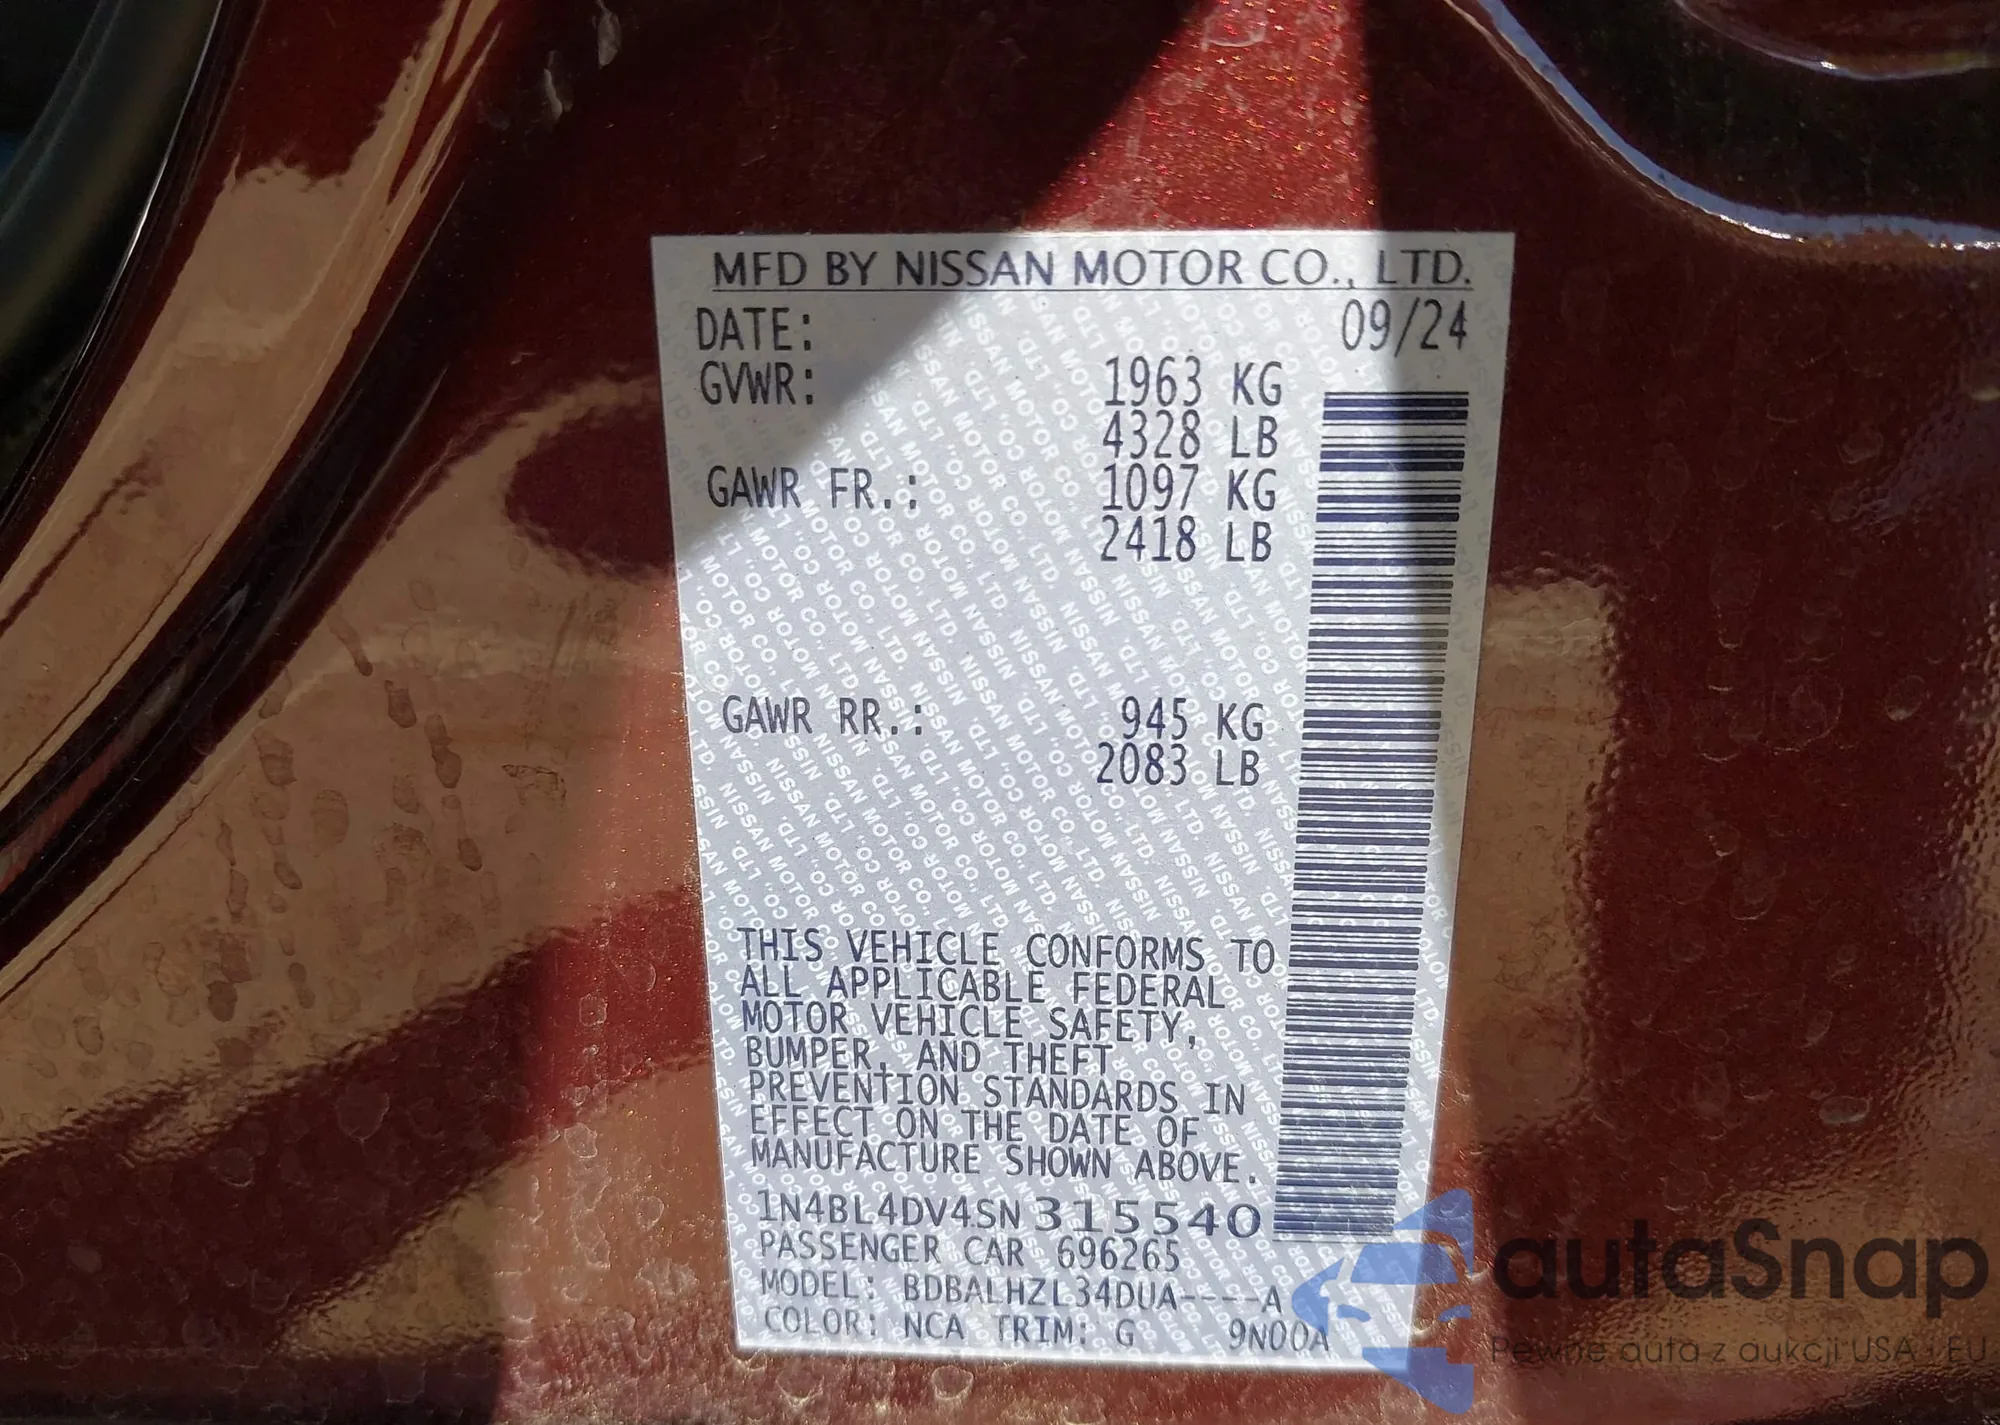 MFD BY NISSAN MOTOR CO., LTD.
DATE: 09/24
GVWR: 1963 KG
4328 LB
GAWR FR.: 1097 KG
2418 LB
GAWR RR.: 945 KG
2083 LB
THIS VEHICLE CONFORMS TO
ALL APPLICABLE FEDERAL
MOTOR VEHICLE SAFETY,
BUMPER, AND THEFT
PREVENTION STANDARDS IN
EFFECT ON THE DATE OF
MANUFACTURE SHOWN ABOVE.
1N4BL4DV4SN315540
PASSENGER CAR 696265
MODEL: BDBALHZL34DUA----A
COLOR: NCA TRIM: G 9N00A
autaSnap
Pewne auta z aukcji USA i EU